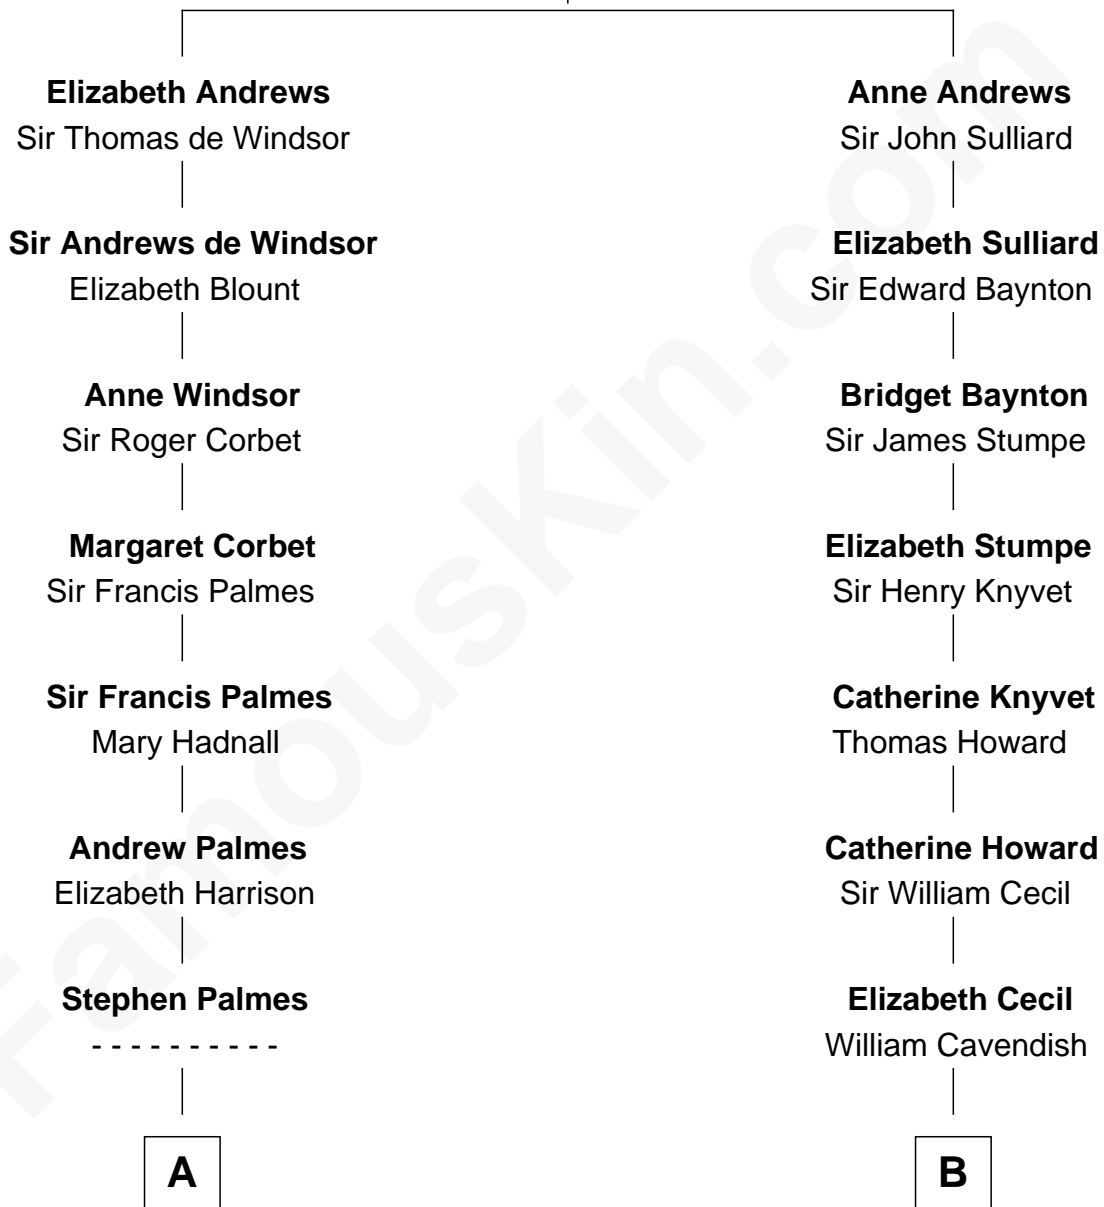 Elizabeth Andrews
Sir Thomas de Windsor
Sir Andrews de Windsor
Elizabeth Blount
Anne Windsor
Sir Roger Corbet
Margaret Corbet
Sir Francis Palmes
Sir Francis Palmes
Mary Hadnall
Andrew Palmes
Elizabeth Harrison
Stephen Palmes
- - - - - - - - - -
A
Anne Andrews
Sir John Sulliard
Elizabeth Sulliard
Sir Edward Baynton
Bridget Baynton
Sir James Stumpe
Elizabeth Stumpe
Sir Henry Knyvet
Catherine Knyvet
Thomas Howard
Catherine Howard
Sir William Cecil
Elizabeth Cecil
William Cavendish
B
FamousKin.com